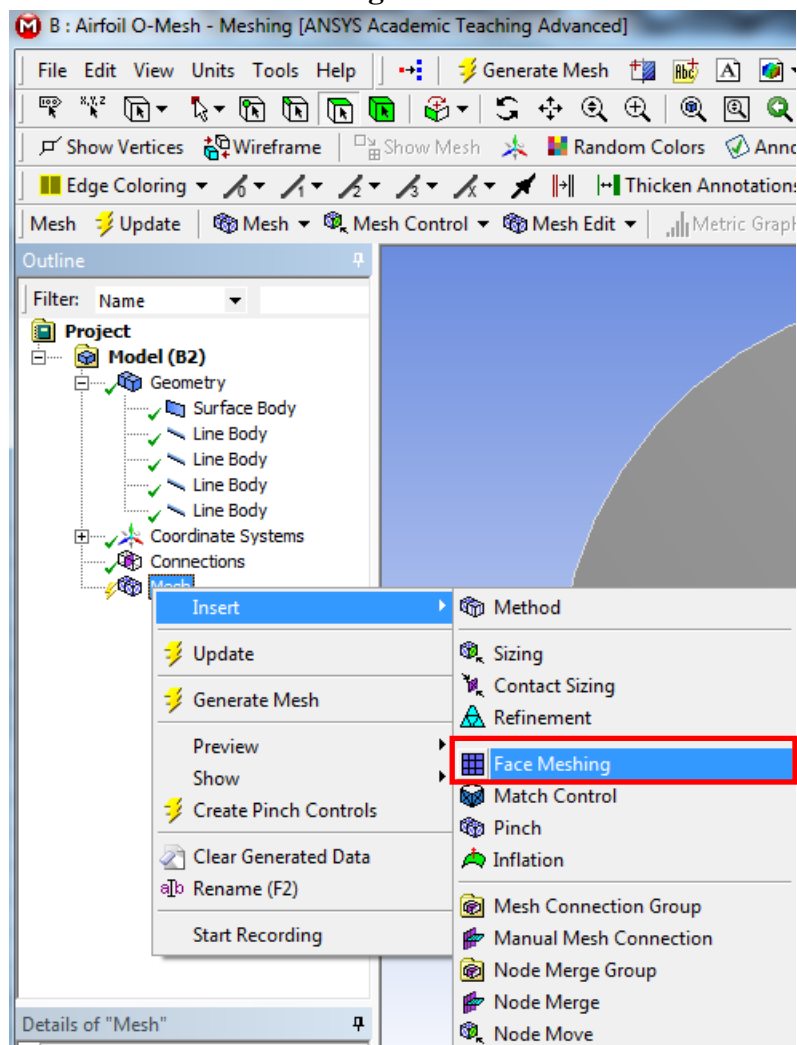 B : Airfoil O-Mesh - Meshing [ANSYS Academic Teaching Advanced]
File Edit View Units Tools Help Generate Mesh A
Show Vertices Wireframe Show Mesh Random Colors Anno
Edge Coloring Thicken Annotations
Mesh Update Mesh Mesh Control Mesh Edit Metric Graph
Outline
Filter: Name
Project
Model (B2)
Geometry
Surface Body
Line Body
Line Body
Line Body
Line Body
Coordinate Systems
Connections
Mesh
Insert
Update
Generate Mesh
Preview
Show
Create Pinch Controls
Clear Generated Data
Rename (F2)
Start Recording
Method
Sizing
Contact Sizing
Refinement
Face Meshing
Match Control
Pinch
Inflation
Mesh Connection Group
Manual Mesh Connection
Node Merge Group
Node Merge
Node Move
Details of "Mesh"